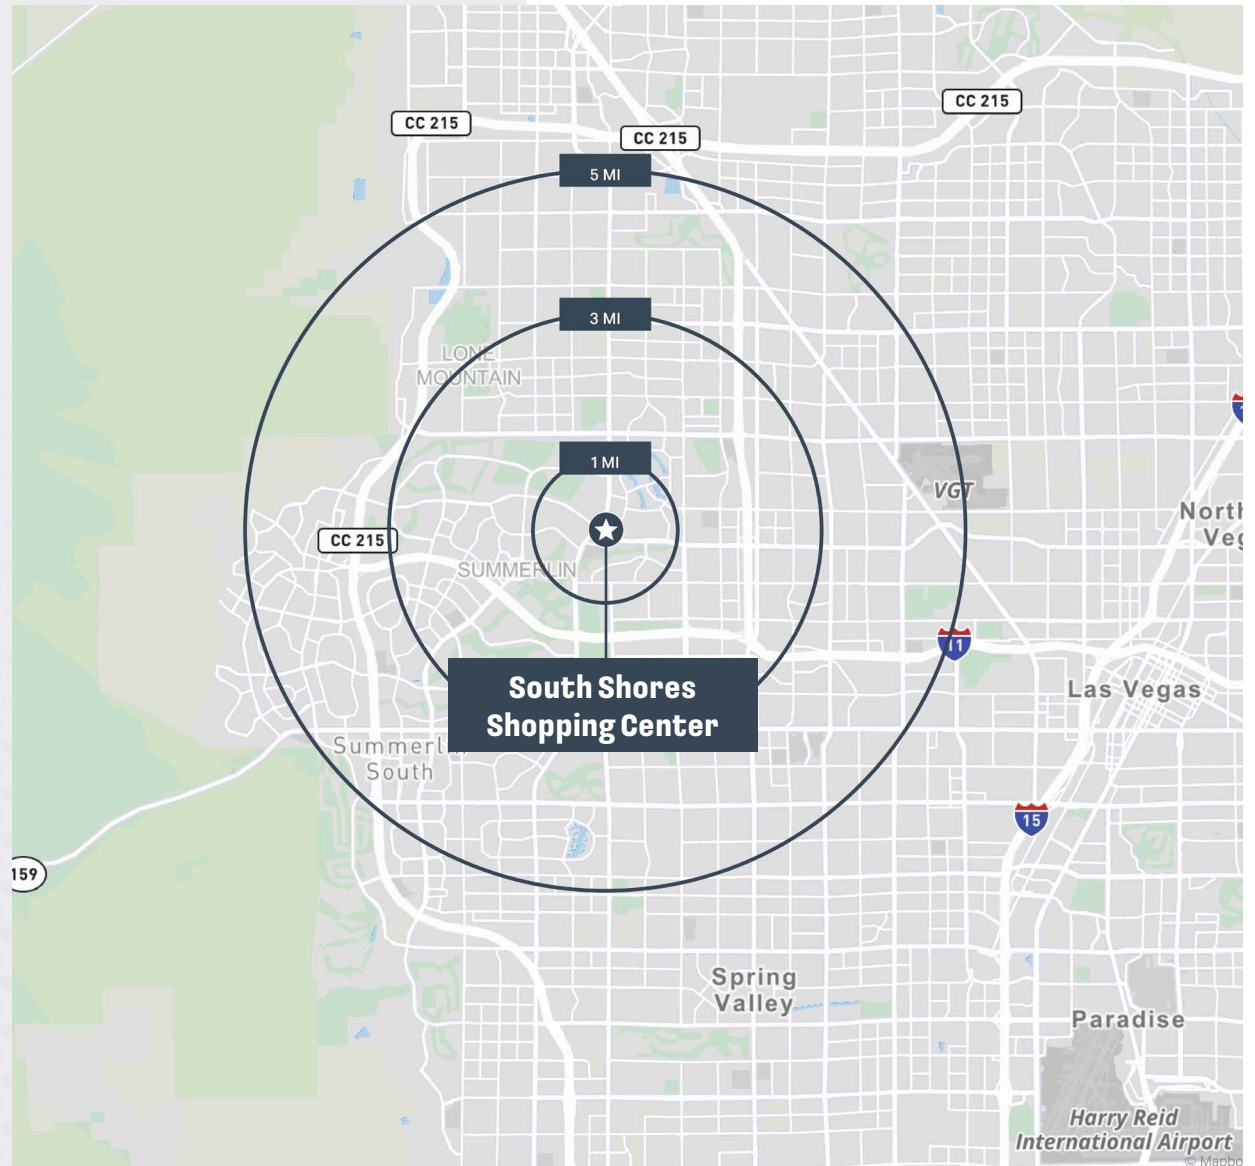 CC 215
CC 215
CC 215
5 MI
3 MI
LONE
MOUNTAIN
1 MI
VGT
North
Veg
CC 215
SUMMERLIN
11
South Shores
Shopping Center
Las Vegas
Summerlin
South
15
159
Spring
Valley
Paradise
Harry Reid
International Airport
© Mapbo